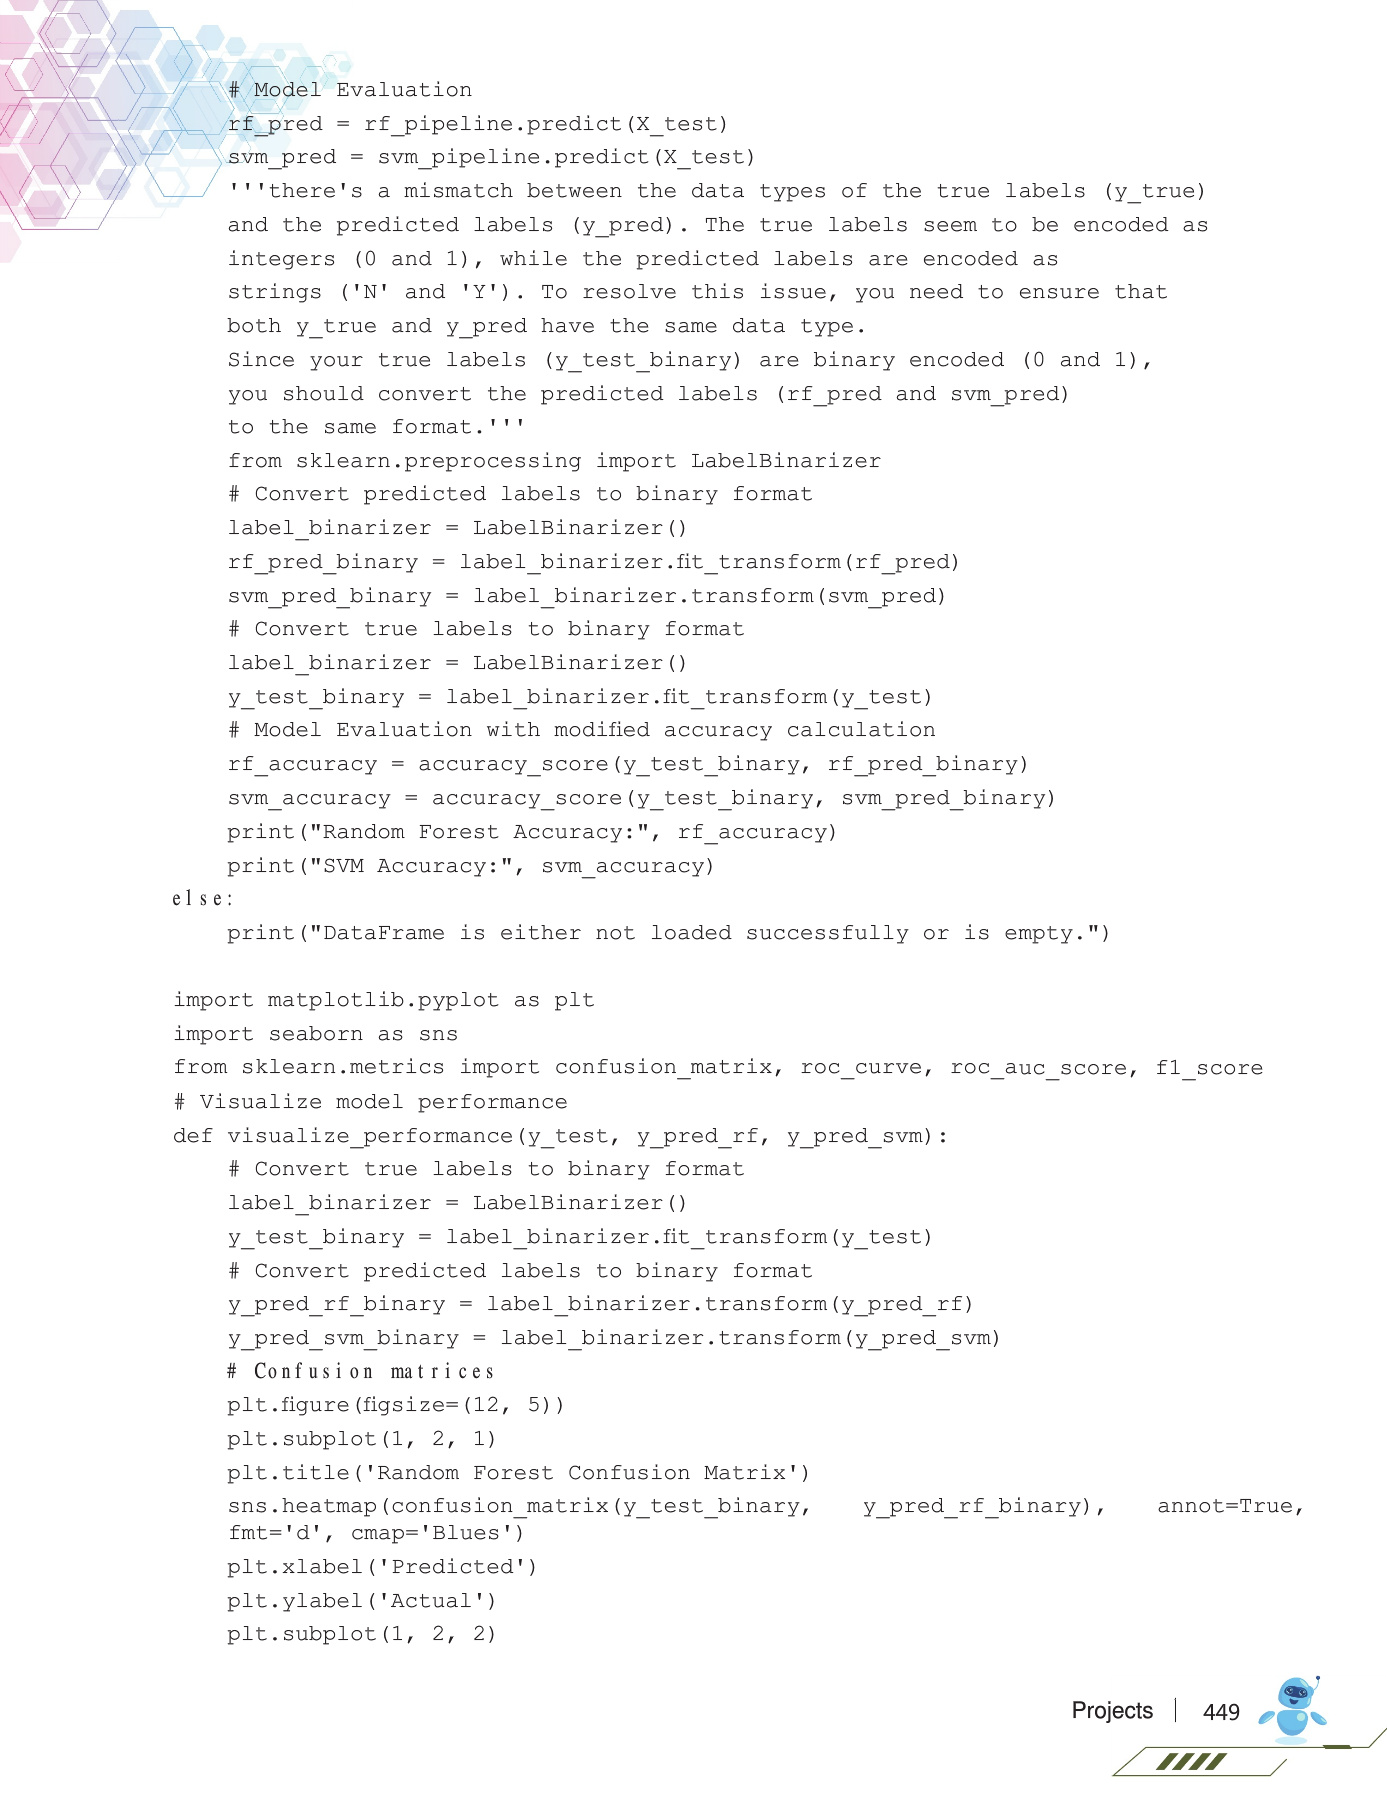 # Model Evaluation
rf_pred = rf_pipeline.predict(X_test)
svm_pred = svm_pipeline.predict(X_test)
'''there's a mismatch between the data types of the true labels (y_true)
and the predicted labels (y_pred). The true labels seem to be encoded as
integers (0 and 1), while the predicted labels are encoded as
strings ('N' and 'Y'). To resolve this issue, you need to ensure that
both y_true and y_pred have the same data type.
Since your true labels (y_test_binary) are binary encoded (0 and 1),
you should convert the predicted labels (rf_pred and svm_pred)
to the same format.'''
from sklearn.preprocessing import LabelBinarizer
# Convert predicted labels to binary format
label_binarizer = LabelBinarizer()
rf_pred_binary = label_binarizer.fit_transform(rf_pred)
svm_pred_binary = label_binarizer.transform(svm_pred)
# Convert true labels to binary format
label_binarizer = LabelBinarizer()
y_test_binary = label_binarizer.fit_transform(y_test)
# Model Evaluation with modified accuracy calculation
rf_accuracy = accuracy_score(y_test_binary, rf_pred_binary)
svm_accuracy = accuracy_score(y_test_binary, svm_pred_binary)
print("Random Forest Accuracy:", rf_accuracy)
print("SVM Accuracy:", svm_accuracy)
else:
print("DataFrame is either not loaded successfully or is empty.")
import matplotlib.pyplot as plt
import seaborn as sns
from sklearn.metrics import confusion_matrix, roc_curve, roc_auc_score, f1_score
# Visualize model performance
def visualize_performance(y_test, y_pred_rf, y_pred_svm):
# Convert true labels to binary format
label_binarizer = LabelBinarizer()
y_test_binary = label_binarizer.fit_transform(y_test)
# Convert predicted labels to binary format
y_pred_rf_binary = label_binarizer.transform(y_pred_rf)
y_pred_svm_binary = label_binarizer.transform(y_pred_svm)
# Confusion matrices
plt.figure(figsize=(12, 5))
plt.subplot(1, 2, 1)
plt.title('Random Forest Confusion Matrix')
sns.heatmap(confusion_matrix(y_test_binary, y_pred_rf_binary), annot=True,
fmt='d', cmap='Blues')
plt.xlabel('Predicted')
plt.ylabel('Actual')
plt.subplot(1, 2, 2)
Projects 449